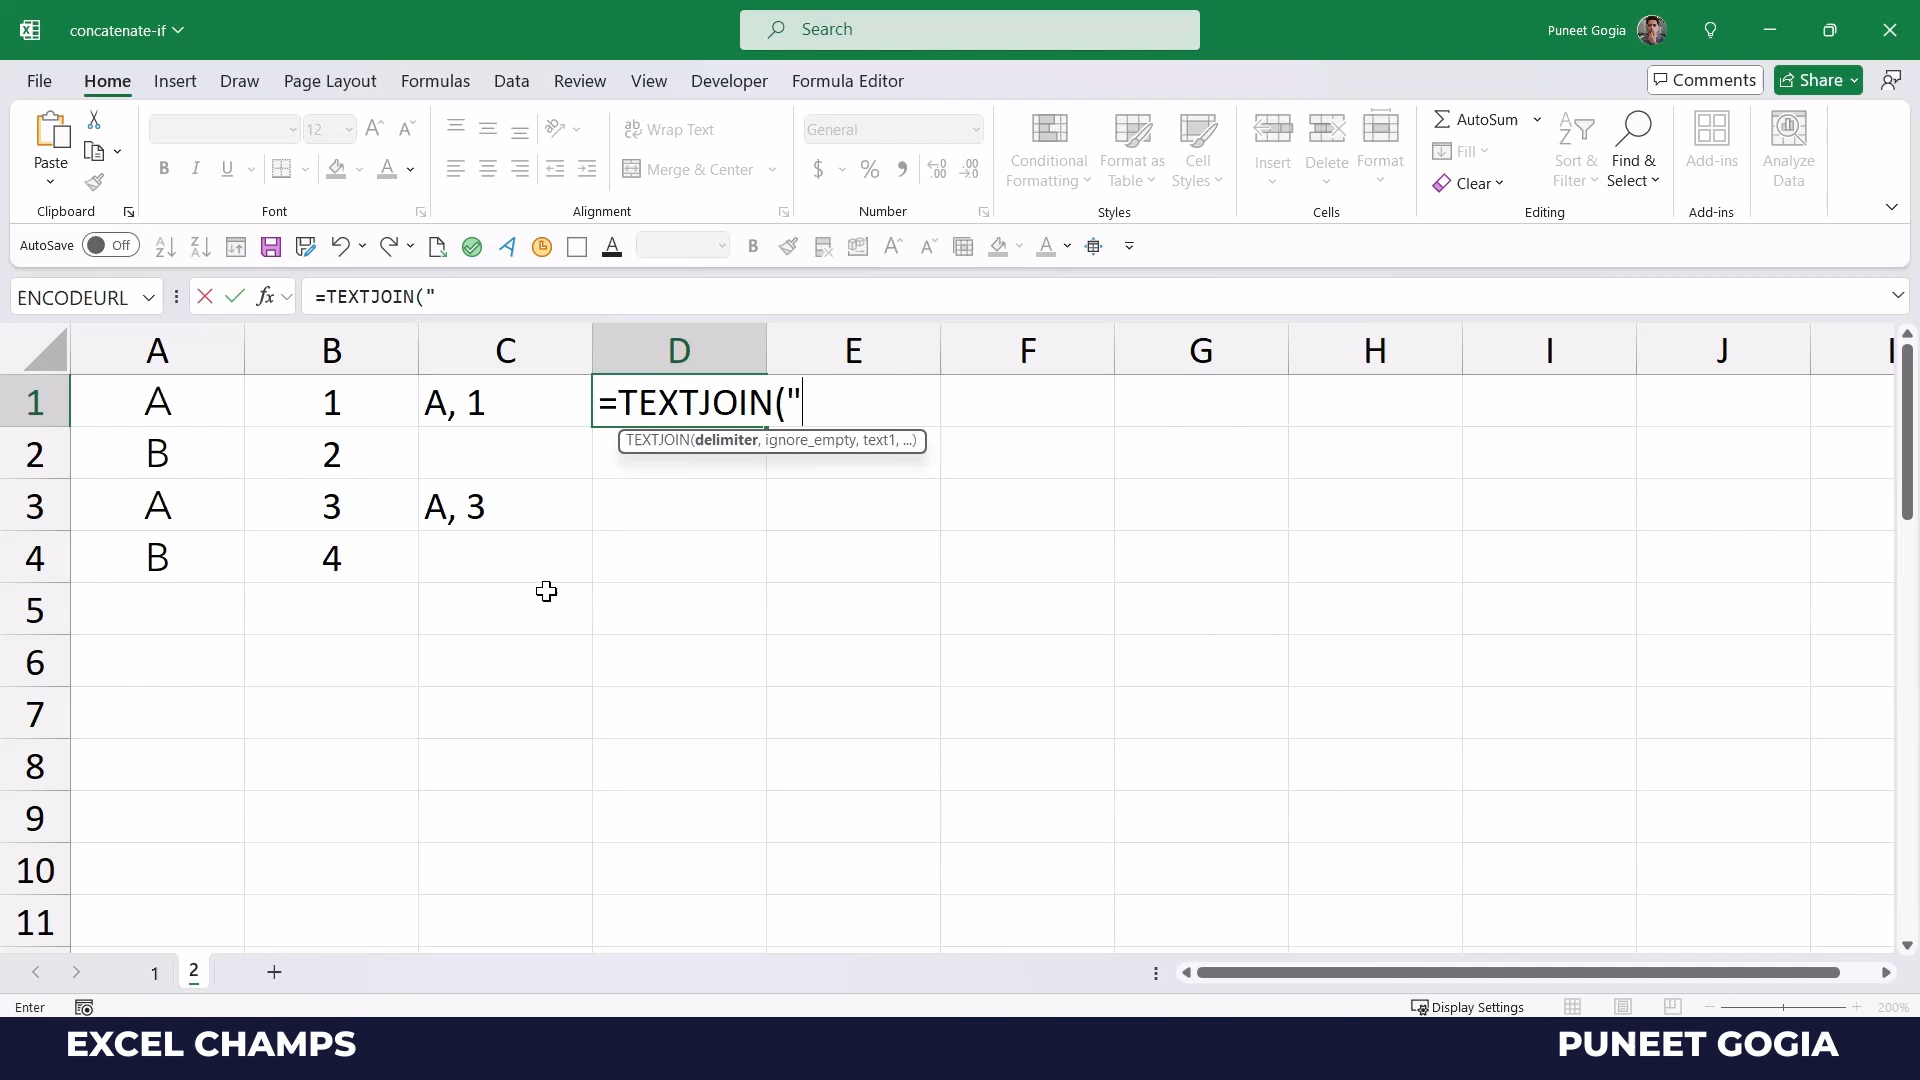 concatenate-if
Search
Puneet Gogia
File Home Insert Draw Page Layout Formulas Data Review View Developer Formula Editor
Comments
Share
Paste
Clipboard
12
B I U
Font
Wrap Text
Merge & Center
Alignment
General
$ % ,
Number
Conditional Formatting
Format as Table
Cell Styles
Styles
Insert
Delete
Format
Cells
AutoSum
Fill
Clear
Sort & Filter
Find & Select
Editing
Add-ins
Add-ins
Analyze Data
AutoSave Off
ENCODEURL
fx
=TEXTJOIN("
A B C D E F G H I J
1 A 1 A, 1 =TEXTJOIN("
TEXTJOIN(delimiter, ignore_empty, text1, ...)
2 B 2
3 A 3 A, 3
4 B 4
5
6
7
8
9
10
11
1 2
Enter
Display Settings
200%
EXCEL CHAMPS
PUNEET GOGIA